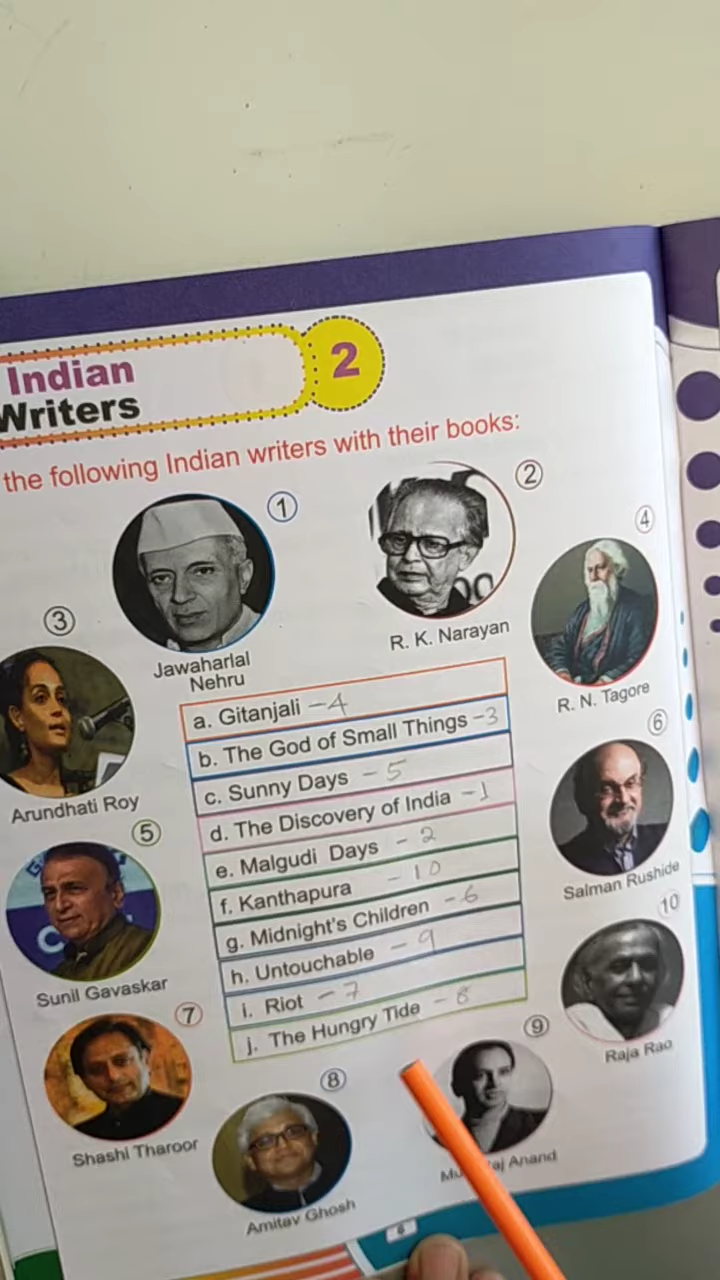 Indian
Writers
2
the following Indian writers with their books:
1
2
3
4
Jawaharlal
Nehru
R. K. Narayan
R. N. Tagore
Arundhati Roy
a. Gitanjali – 4
b. The God of Small Things – 3
c. Sunny Days – 5
d. The Discovery of India – 1
e. Malgudi Days – 2
f. Kanthapura – 10
g. Midnight's Children – 6
h. Untouchable – 9
i. Riot – 7
j. The Hungry Tide – 8
5
6
Sunil Gavaskar
Salman Rushide
7
10
Shashi Tharoor
Raja Rao
8
9
Amitav Ghosh
Anand
6